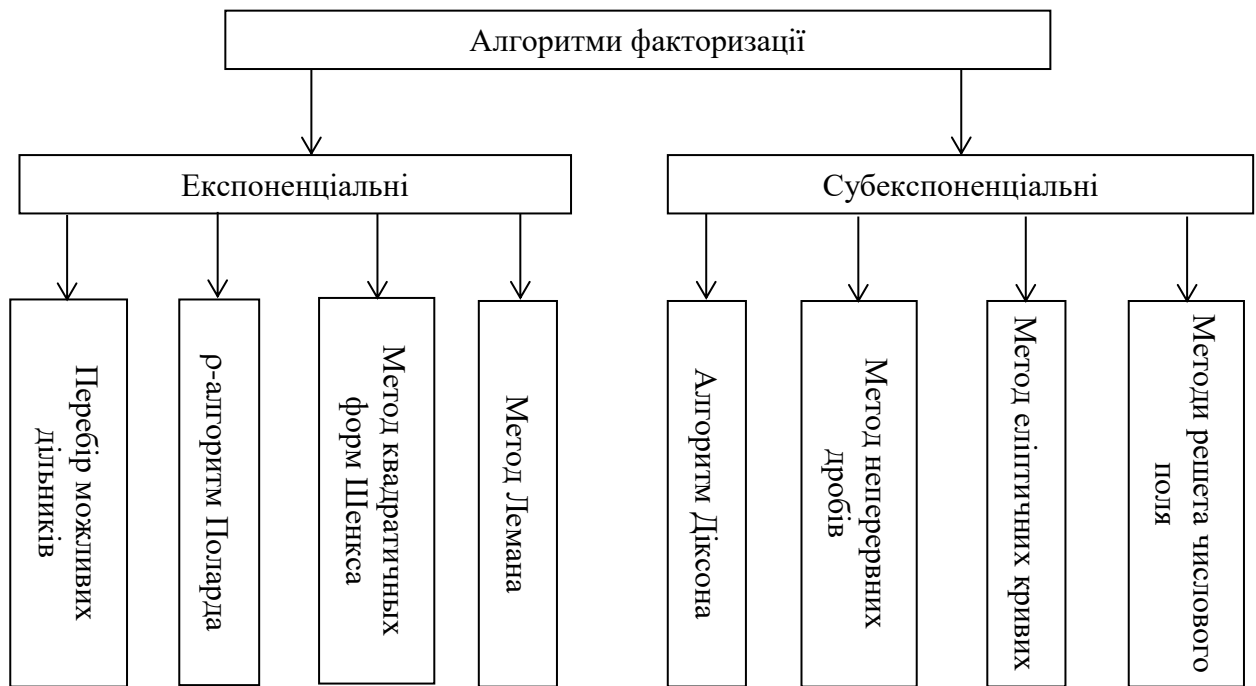 Алгоритми факторизації
Експоненціальні
Субекспоненціальні
Перебір можливих
дільників
ρ-алгоритм Поларда
Метод квадратичных
форм Шенкса
Метод Лемана
Алгоритм Діксона
Метод неперервних
дробів
Метод еліптичних кривих
Методи решета числового
поля